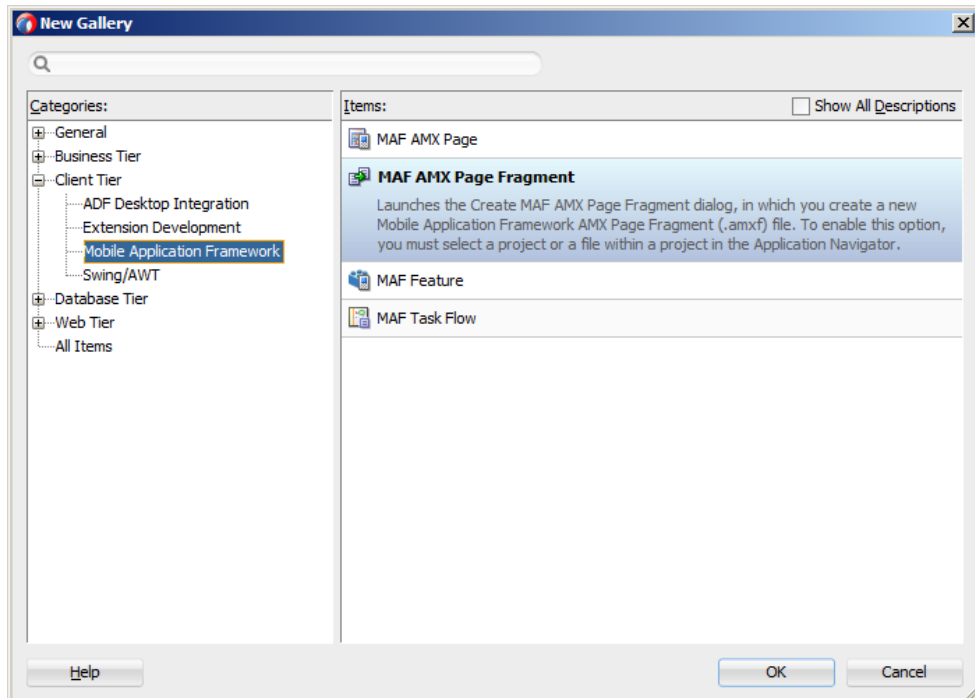 New Gallery
Categories:
General
Business Tier
Client Tier
ADF Desktop Integration
Extension Development
Mobile Application Framework
Swing/AWT
Database Tier
Web Tier
All Items
Items:
Show All Descriptions
MAF AMX Page
MAF AMX Page Fragment
Launches the Create MAF AMX Page Fragment dialog, in which you create a new
Mobile Application Framework AMX Page Fragment (.amxf) file. To enable this option,
you must select a project or a file within a project in the Application Navigator.
MAF Feature
MAF Task Flow
Help
OK
Cancel